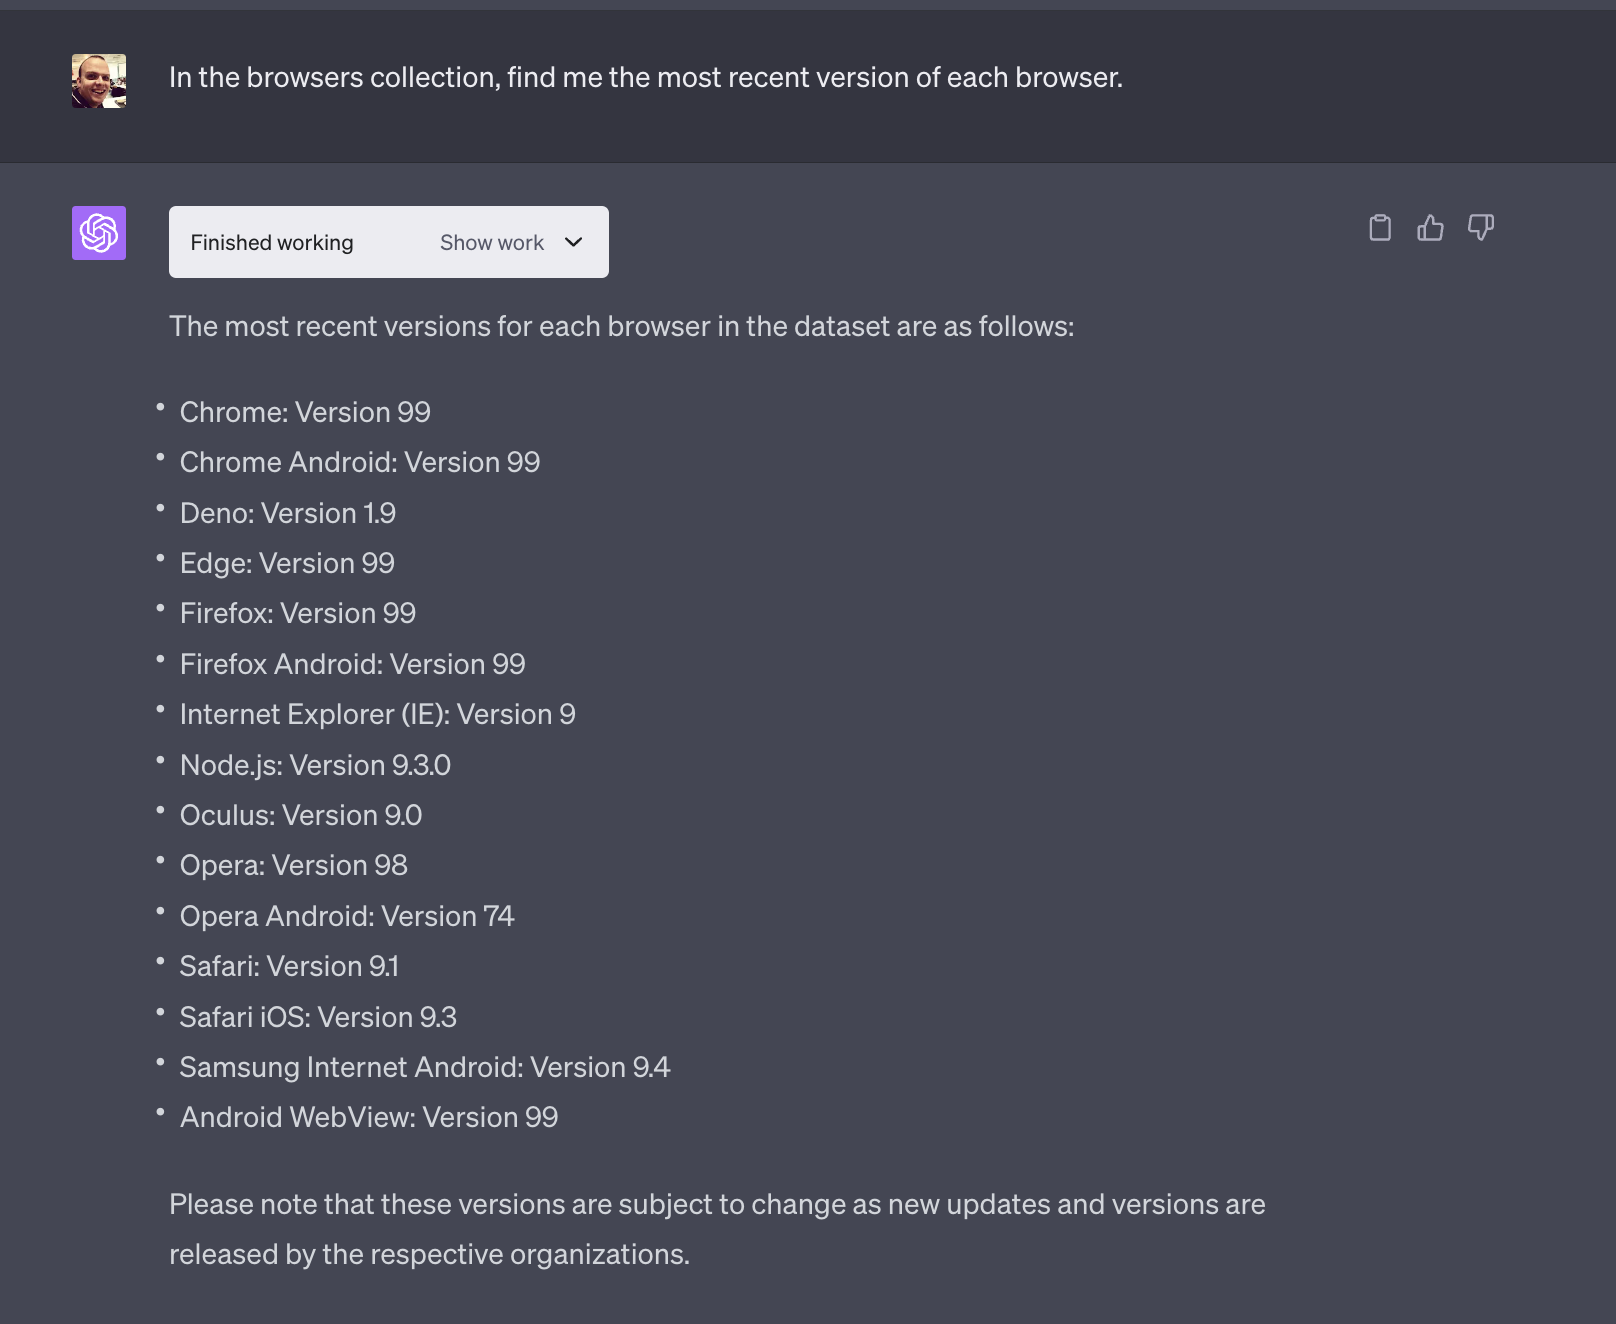 In the browsers collection, find me the most recent version of each browser.
Finished working Show work
The most recent versions for each browser in the dataset are as follows:
• Chrome: Version 99
• Chrome Android: Version 99
• Deno: Version 1.9
• Edge: Version 99
• Firefox: Version 99
• Firefox Android: Version 99
• Internet Explorer (IE): Version 9
• Node.js: Version 9.3.0
• Oculus: Version 9.0
• Opera: Version 98
• Opera Android: Version 74
• Safari: Version 9.1
• Safari iOS: Version 9.3
• Samsung Internet Android: Version 9.4
• Android WebView: Version 99
Please note that these versions are subject to change as new updates and versions are
released by the respective organizations.